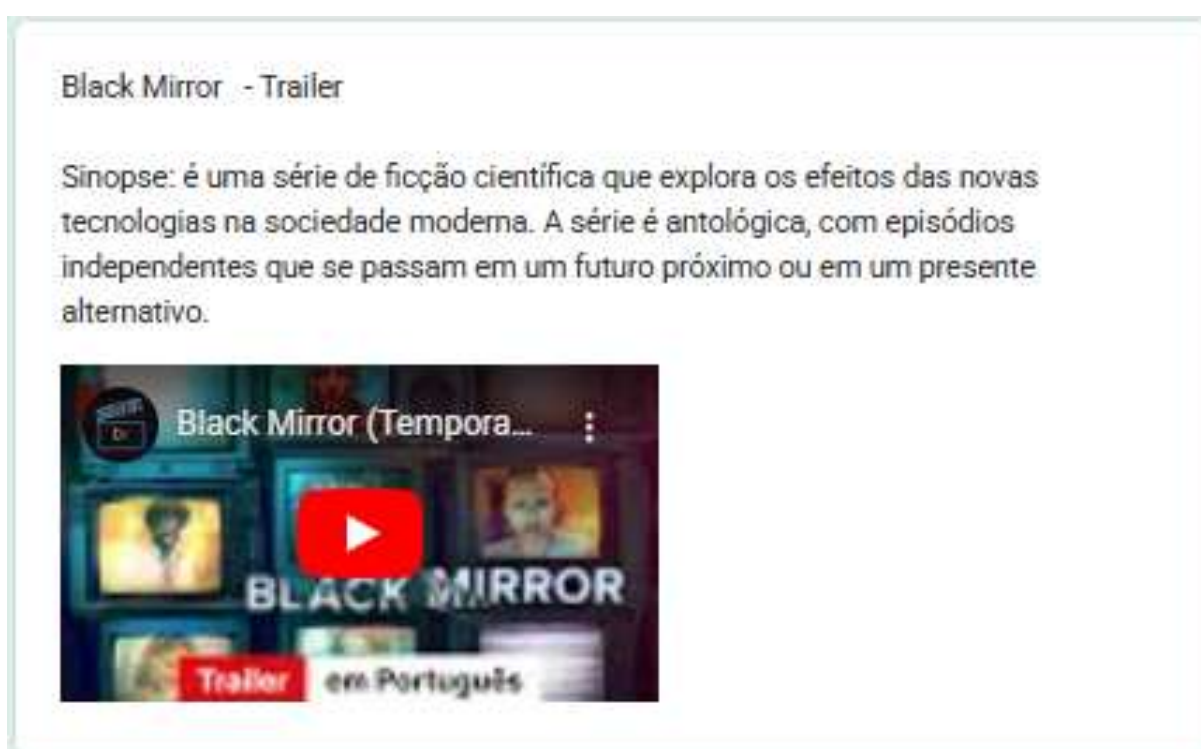 Black Mirror - Trailer
Sinopse: é uma série de ficção científica que explora os efeitos das novas
tecnologias na sociedade moderna. A série é antológica, com episódios
independentes que se passam em um futuro próximo ou em um presente
alternativo.
Black Mirror (Tempora...
BLACK MIRROR
Trailer em Português